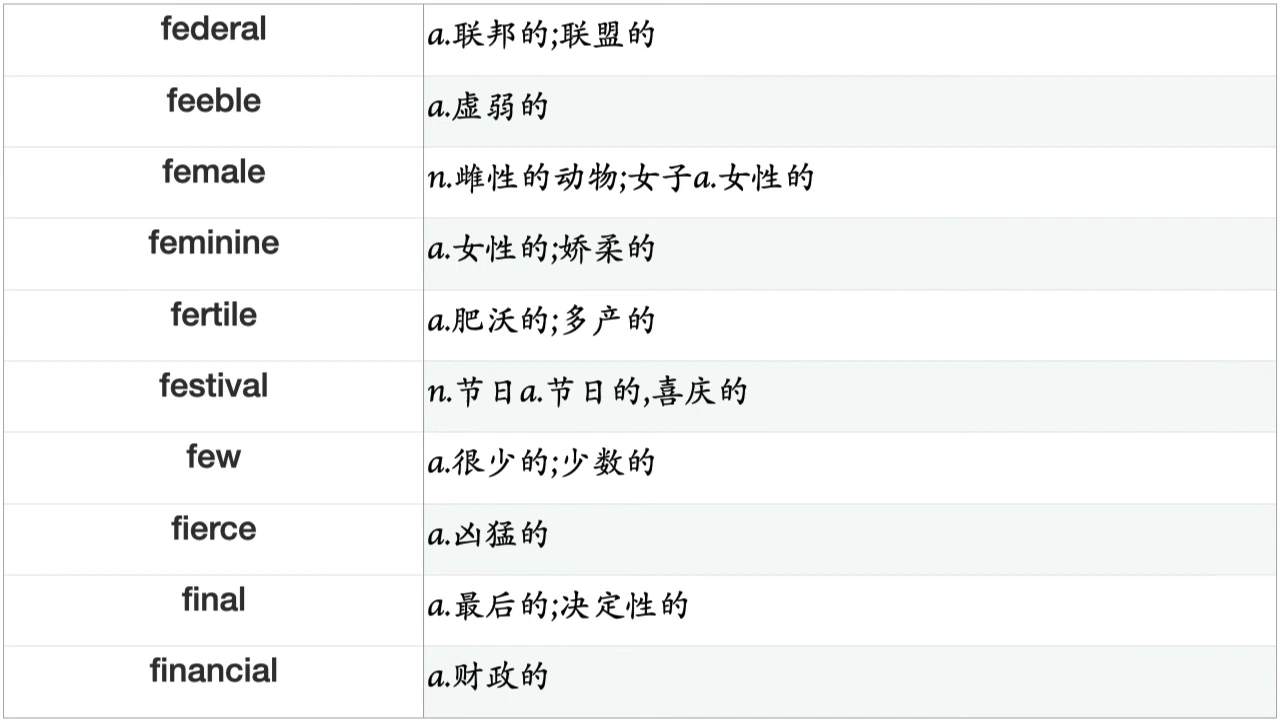 federal a.联邦的;联盟的
feeble a.虚弱的
female n.雌性的动物;女子a.女性的
feminine a.女性的;娇柔的
fertile a.肥沃的;多产的
festival n.节日a.节日的,喜庆的
few a.很少的;少数的
fierce a.凶猛的
final a.最后的;决定性的
financial a.财政的